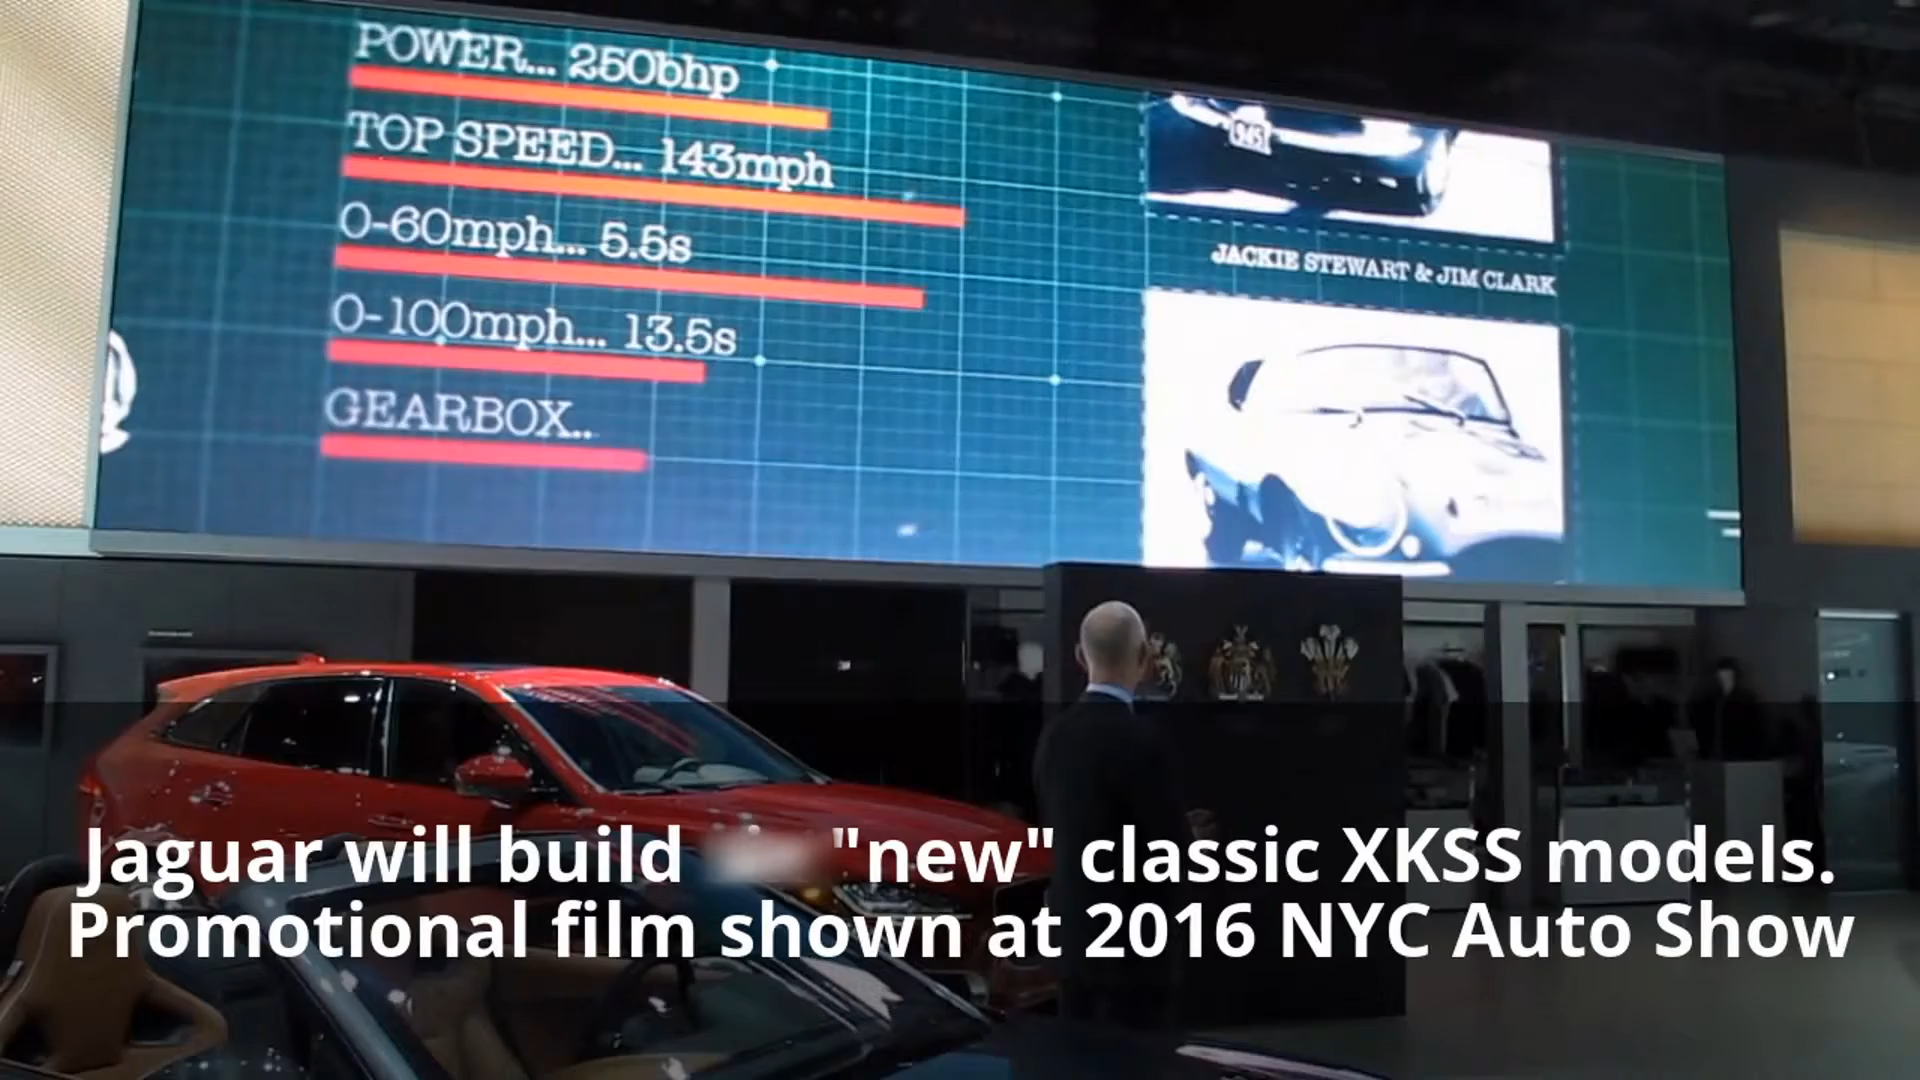 POWER... 250bhp
TOP SPEED... 143mph
0-60mph... 5.5s
0-100mph... 13.5s
GEARBOX..
945
JACKIE STEWART & JIM CLARK
Jaguar will build "new" classic XKSS models.
Promotional film shown at 2016 NYC Auto Show